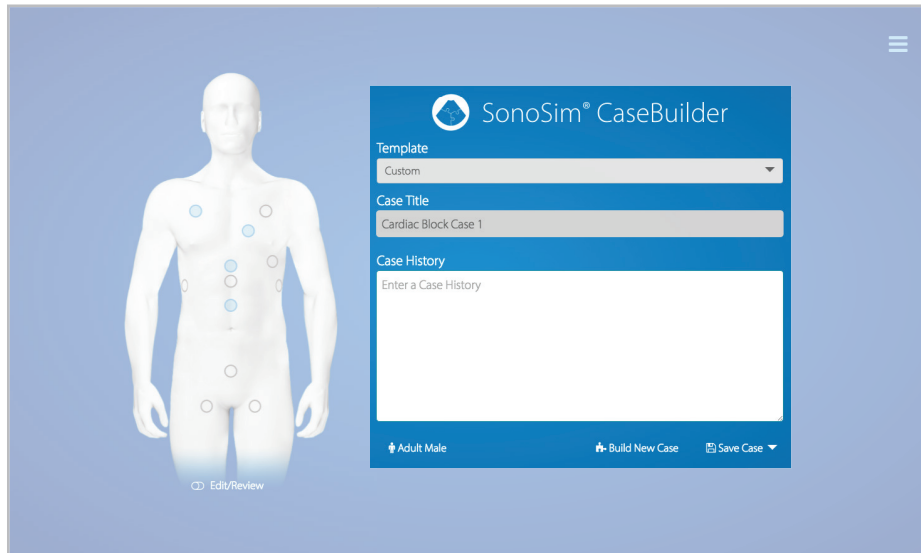 SonoSim® CaseBuilder
Template
Custom
Case Title
Cardiac Block Case 1
Case History
Enter a Case History
Adult Male
Build New Case
Save Case
Edit/Review